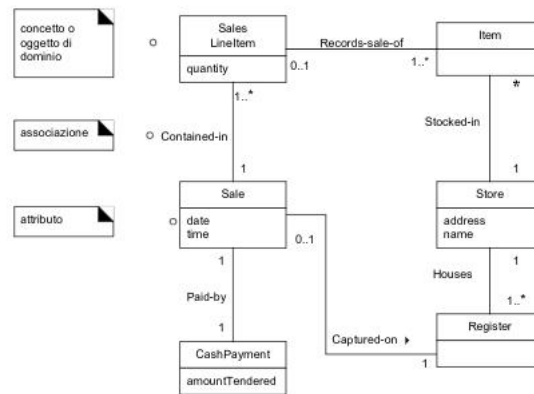 concetto o
oggetto di
dominio
Sales
LineItem
quantity
Records-sale-of
0..1
1..*
Item
1..*
*
associazione
Contained-in
Stocked-in
1
1
attributo
Sale
date
time
0..1
Store
address
name
1
1
Paid-by
Houses
1
1..*
CashPayment
amountTendered
Captured-on
1
Register